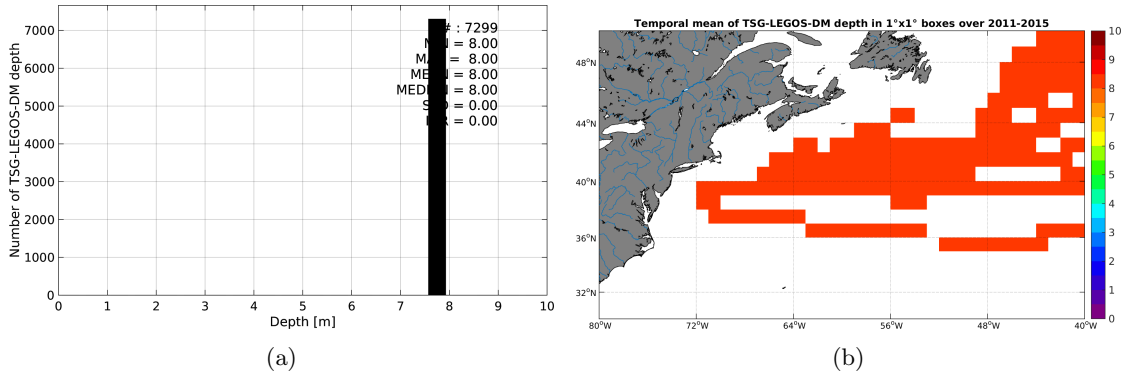 Number of TSG-LEGOS-DM depth
7000
6000
5000
4000
3000
2000
1000
0
# : 7299
= 8.00
= 8.00
= 8.00
= 8.00
= 0.00
= 0.00
0 1 2 3 4 5 6 7 8 9 10
Depth [m]
(a)
Temporal mean of TSG-LEGOS-DM depth in 1°x1° boxes over 2011-2015
48°N
44°N
40°N
36°N
32°N
80°W 72°W 64°W 56°W 48°W 40°W
10
9
8
7
6
5
4
3
2
1
0
(b)